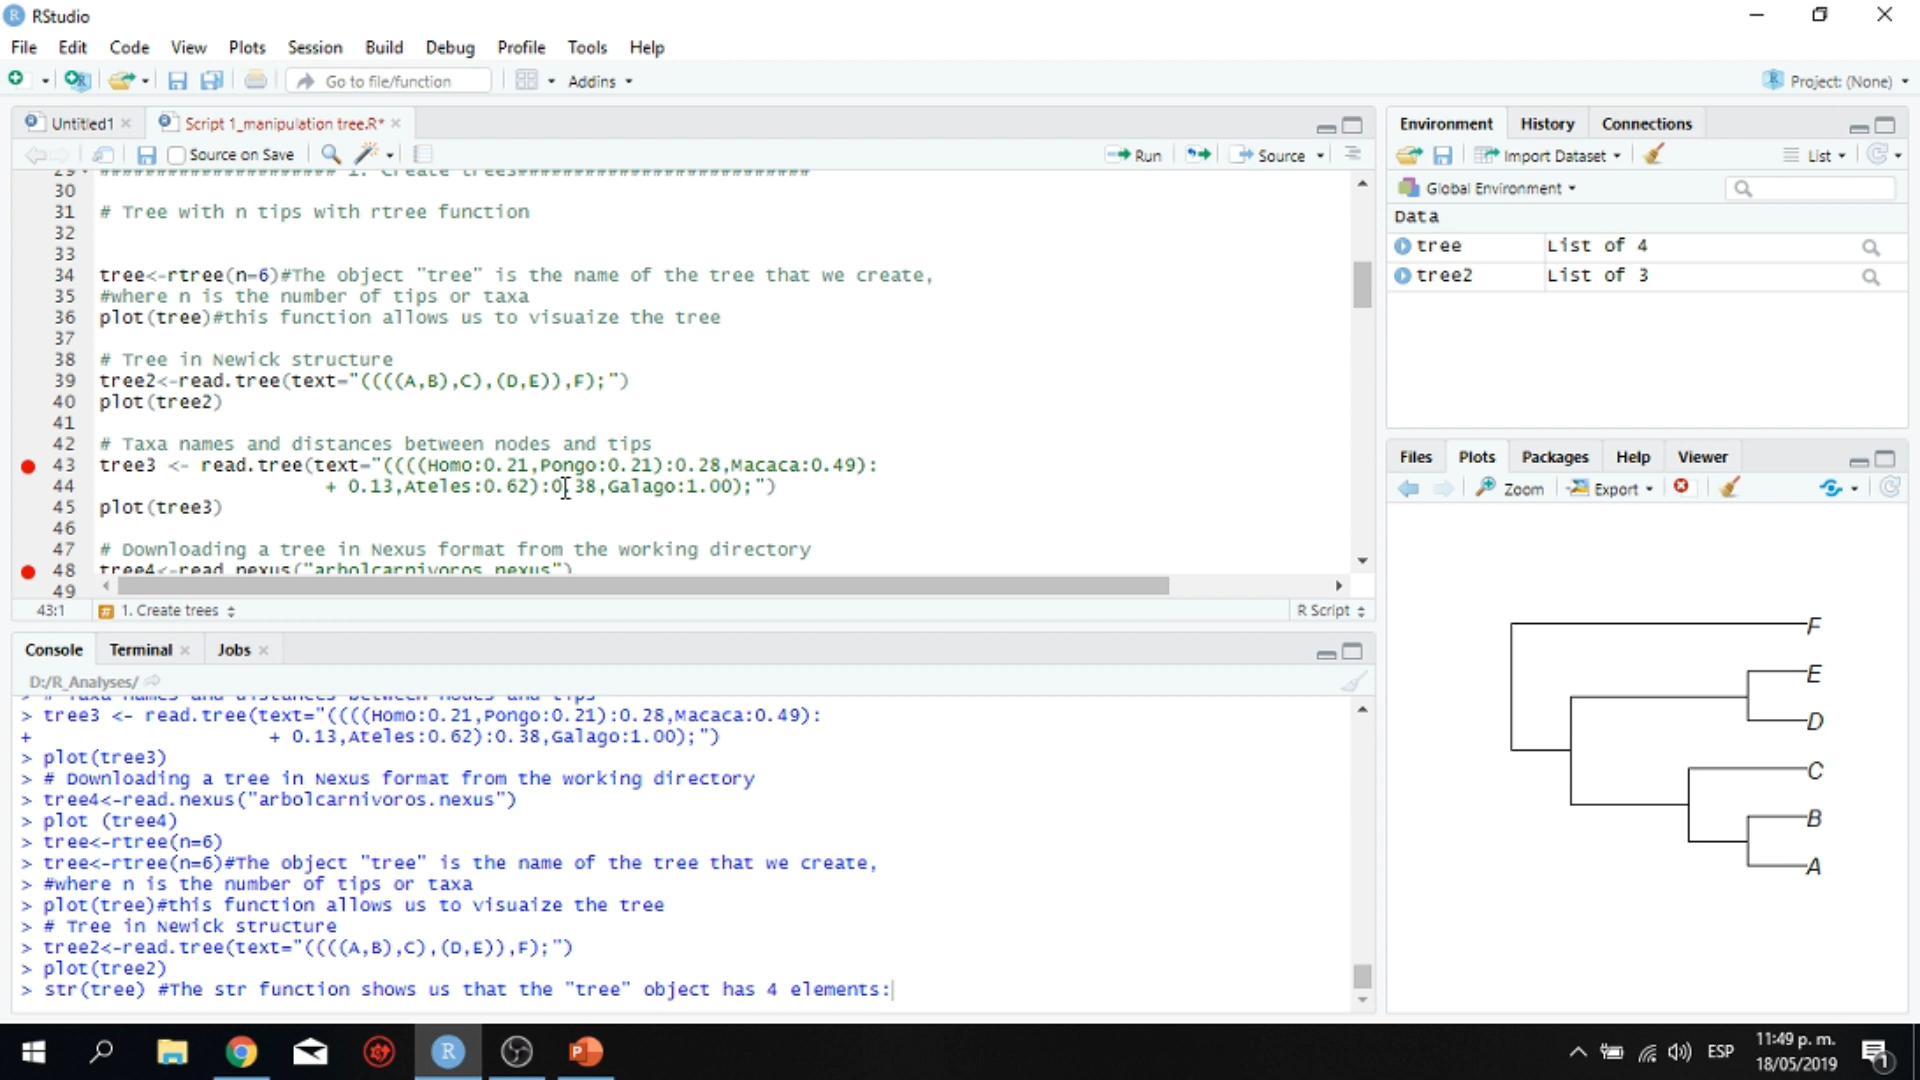 RStudio
File Edit Code View Plots Session Build Debug Profile Tools Help
Go to file/function Addins Project: (None)
Untitled1 Script 1_manipulation tree.R*
Source on Save Run Source
29 ##################### 1. Create trees##########################
30
31 # Tree with n tips with rtree function
32
33
34 tree<-rtree(n=6)#The object "tree" is the name of the tree that we create,
35 #where n is the number of tips or taxa
36 plot(tree)#this function allows us to visuaize the tree
37
38 # Tree in Newick structure
39 tree2<-read.tree(text="((((A,B),C),(D,E)),F);")
40 plot(tree2)
41
42 # Taxa names and distances between nodes and tips
43 tree3 <- read.tree(text="((((Homo:0.21,Pongo:0.21):0.28,Macaca:0.49):
44 + 0.13,Ateles:0.62):0.38,Galago:1.00);")
45 plot(tree3)
46
47 # Downloading a tree in Nexus format from the working directory
48 tree4<-read.nexus("arbolcarnivoros.nexus")
49
43:1 # 1. Create trees R Script
Console Terminal Jobs
D:/R_Analyses/
> # Taxa names and distances between nodes and tips
> tree3 <- read.tree(text="((((Homo:0.21,Pongo:0.21):0.28,Macaca:0.49):
+ + 0.13,Ateles:0.62):0.38,Galago:1.00);")
> plot(tree3)
> # Downloading a tree in Nexus format from the working directory
> tree4<-read.nexus("arbolcarnivoros.nexus")
> plot (tree4)
> tree<-rtree(n=6)
> tree<-rtree(n=6)#The object "tree" is the name of the tree that we create,
> #where n is the number of tips or taxa
> plot(tree)#this function allows us to visuaize the tree
> # Tree in Newick structure
> tree2<-read.tree(text="((((A,B),C),(D,E)),F);")
> plot(tree2)
> str(tree) #The str function shows us that the "tree" object has 4 elements:
Environment History Connections
Import Dataset List
Global Environment
Data
tree List of 4
tree2 List of 3
Files Plots Packages Help Viewer
Zoom Export
F
E
D
C
B
A
ESP
11:49 p. m.
18/05/2019
1